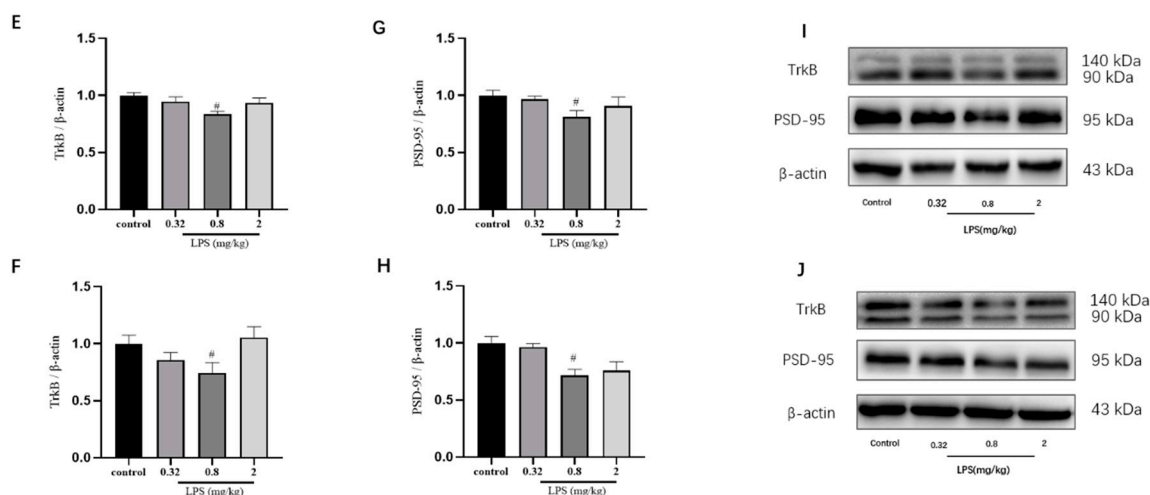 E
1.5
1.0
0.5
0.0
TrkB / β-actin
#
control 0.32 0.8 2
LPS (mg/kg)
G
1.5
1.0
0.5
0.0
PSD-95 / β-actin
#
control 0.32 0.8 2
LPS (mg/kg)
I
TrkB
140 kDa
90 kDa
PSD-95
95 kDa
β-actin
43 kDa
Control 0.32 0.8 2
LPS(mg/kg)
F
1.5
1.0
0.5
0.0
TrkB / β-actin
#
control 0.32 0.8 2
LPS (mg/kg)
H
1.5
1.0
0.5
0.0
PSD-95 / β-actin
#
control 0.32 0.8 2
LPS (mg/kg)
J
TrkB
140 kDa
90 kDa
PSD-95
95 kDa
β-actin
43 kDa
Control 0.32 0.8 2
LPS(mg/kg)